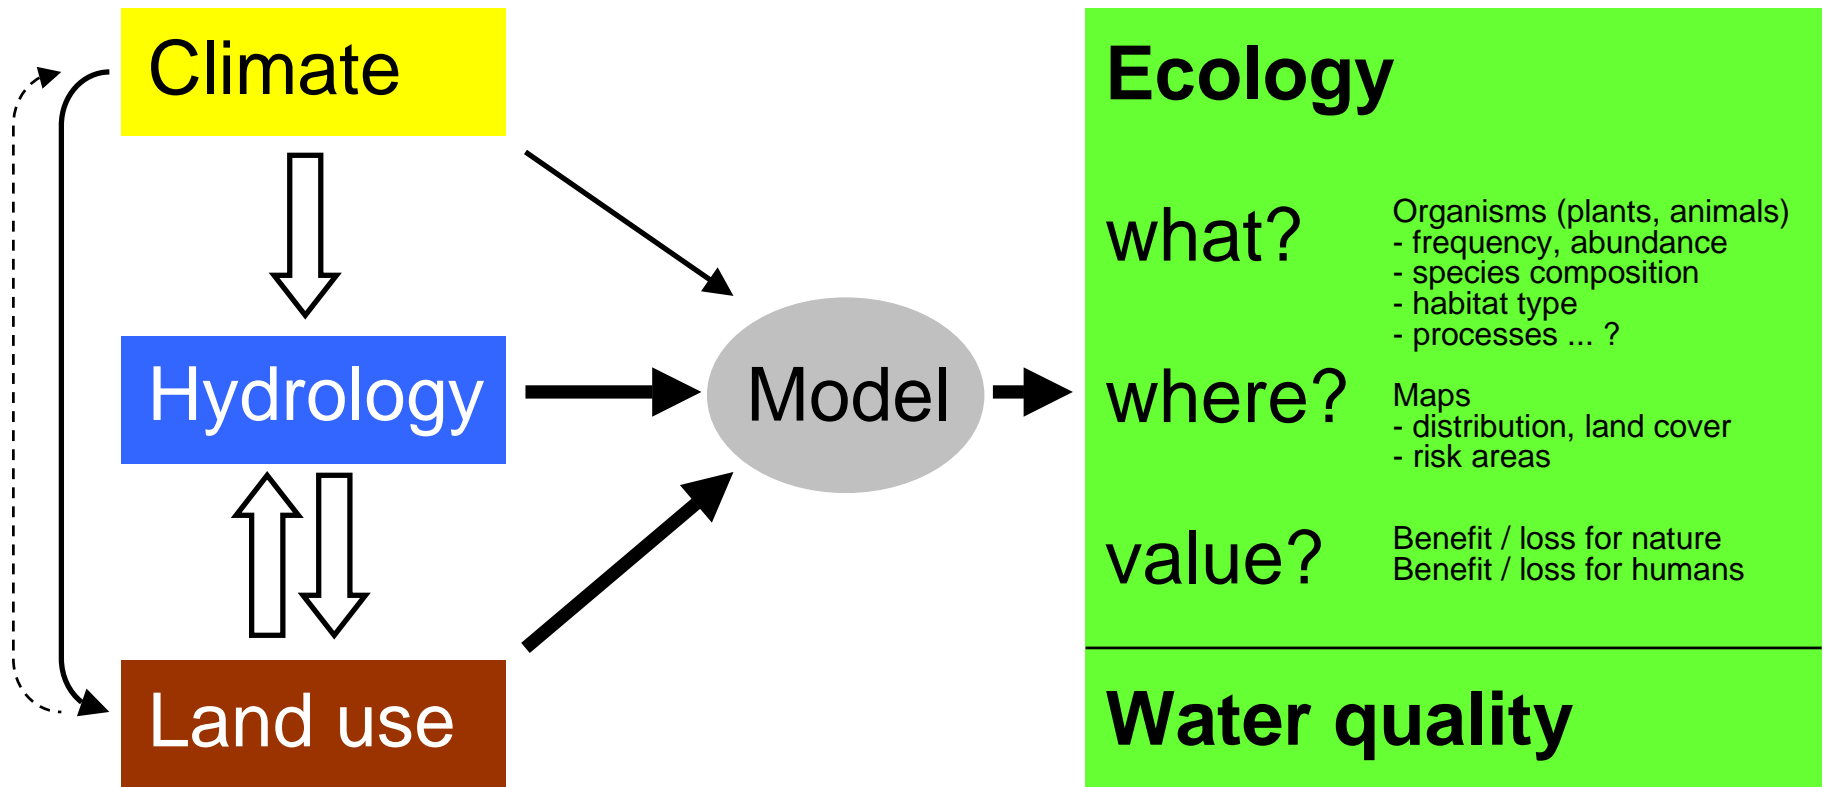 Climate
Hydrology
Land use
Model
Ecology
what?
Organisms (plants, animals)
- frequency, abundance
- species composition
- habitat type
- processes ... ?
where?
Maps
- distribution, land cover
- risk areas
value?
Benefit / loss for nature
Benefit / loss for humans
Water quality